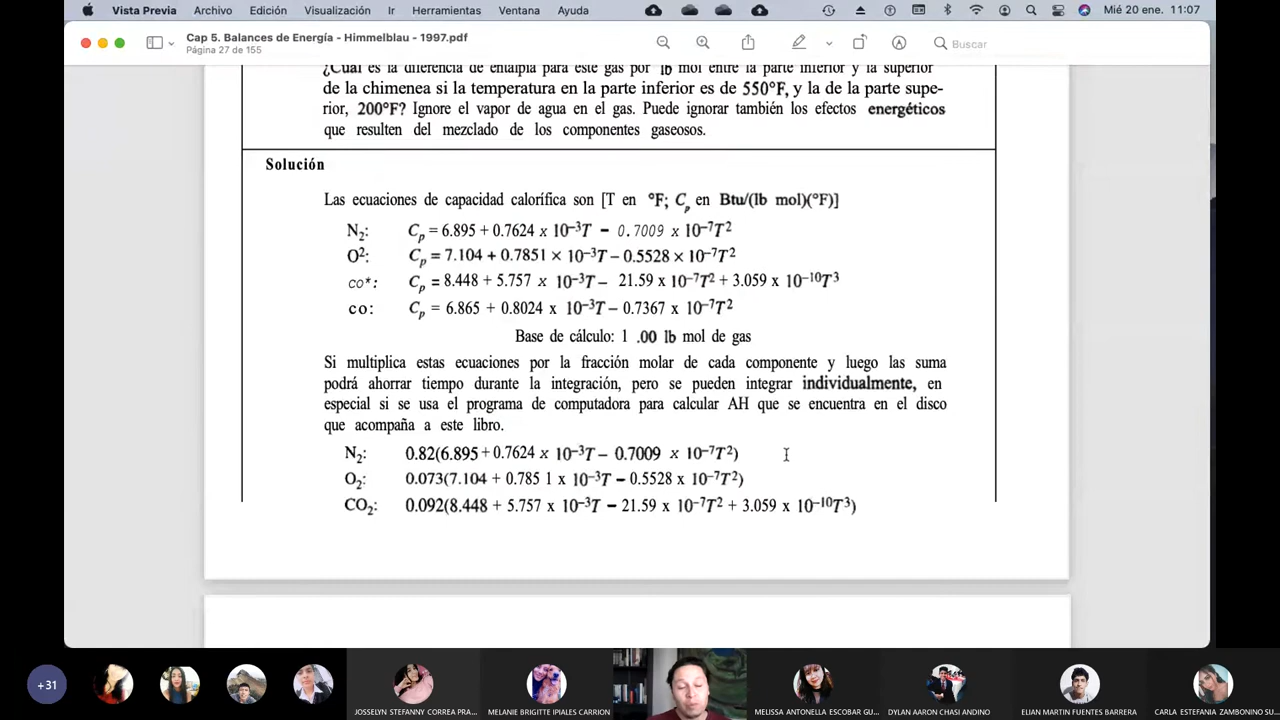 Vista Previa Archivo Edición Visualización Ir Herramientas Ventana Ayuda Mié 20 ene. 11:07
Cap 5. Balances de Energía - Himmelblau - 1997.pdf
Página 27 de 155
Buscar
¿Cuál es la diferencia de entalpía para este gas por lb mol entre la parte inferior y la superior
de la chimenea si la temperatura en la parte inferior es de 550°F, y la de la parte supe-
rior, 200°F? Ignore el vapor de agua en el gas. Puede ignorar también los efectos energéticos
que resulten del mezclado de los componentes gaseosos.
Solución
Las ecuaciones de capacidad calorífica son [T en °F; Cp en Btu/(lb mol)(°F)]
N₂: Cp = 6.895 + 0.7624 x 10⁻³T – 0.7009 x 10⁻⁷T²
O²: Cp = 7.104 + 0.7851 × 10⁻³T – 0.5528 × 10⁻⁷T²
co*: Cp = 8.448 + 5.757 x 10⁻³T – 21.59 x 10⁻⁷T² + 3.059 x 10⁻¹⁰T³
co: Cp = 6.865 + 0.8024 x 10⁻³T – 0.7367 x 10⁻⁷T²
Base de cálculo: 1 .00 lb mol de gas
Si multiplica estas ecuaciones por la fracción molar de cada componente y luego las suma
podrá ahorrar tiempo durante la integración, pero se pueden integrar individualmente, en
especial si se usa el programa de computadora para calcular AH que se encuentra en el disco
que acompaña a este libro.
N₂: 0.82(6.895 + 0.7624 x 10⁻³T – 0.7009 x 10⁻⁷T²)
O₂: 0.073(7.104 + 0.785 1 x 10⁻³T – 0.5528 x 10⁻⁷T²)
CO₂: 0.092(8.448 + 5.757 x 10⁻³T – 21.59 x 10⁻⁷T² + 3.059 x 10⁻¹⁰T³)
+31
JOSSELYN STEFANNY CORREA PRA... MELANIE BRIGITTE IPIALES CARRION MELISSA ANTONELLA ESCOBAR GU... DYLAN AARON CHASI ANDINO ELIAN MARTIN FUENTES BARRERA CARLA ESTEFANIA ZAMBONINO SU...